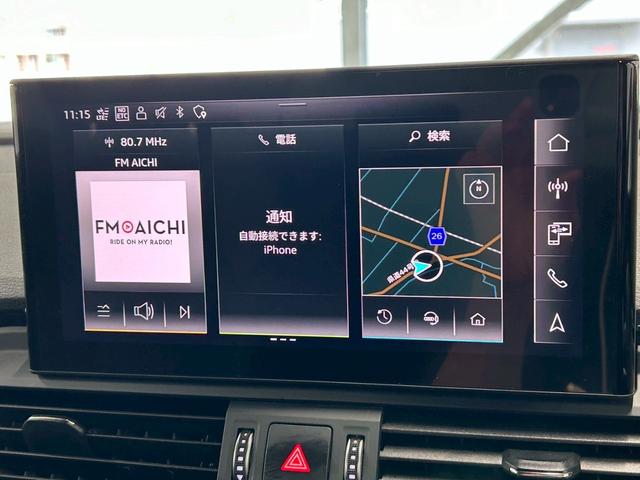 11:15
NO ETC
80.7 MHz
FM AICHI
FM AICHI
RIDE ON MY RADIO!
電話
通知
自動接続できます:
iPhone
検索
N
26
県道44号